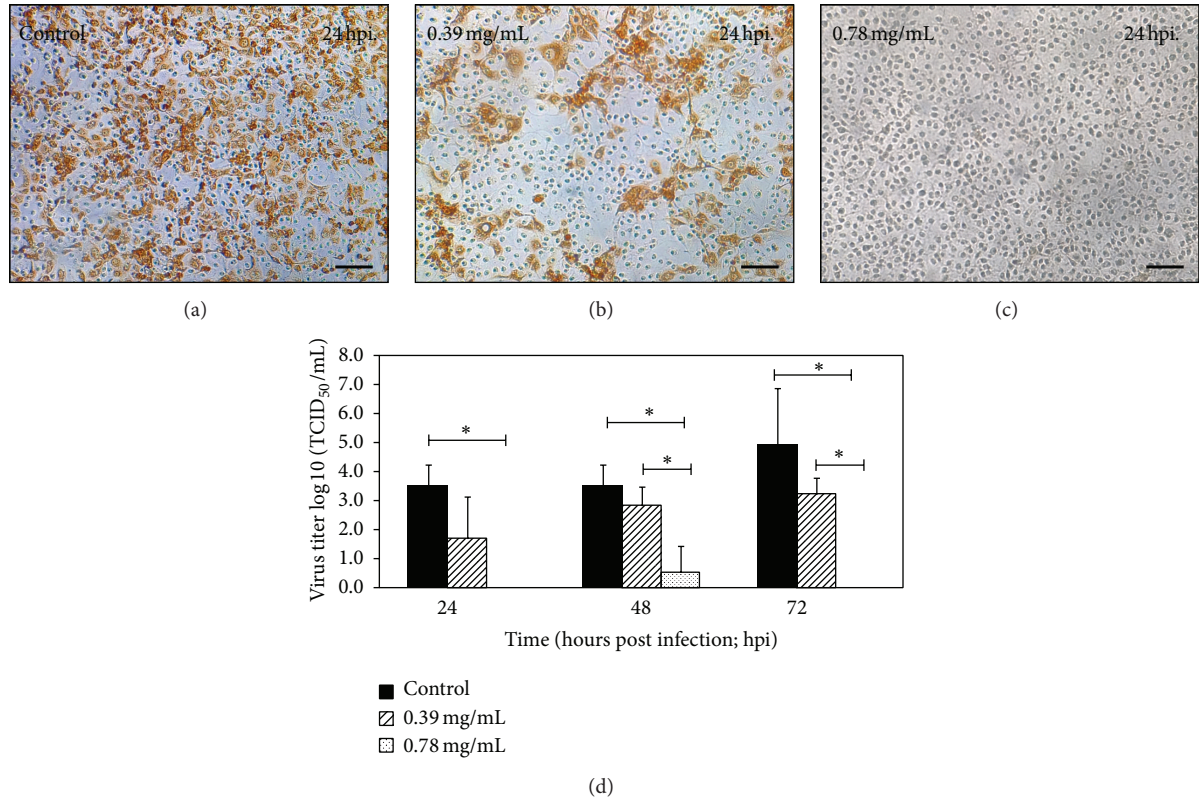 Control 24 hpi.
0.39 mg/mL 24 hpi.
0.78 mg/mL 24 hpi.
(a)
(b)
(c)
Virus titer log10 (TCID50/mL)
8.0
7.0
6.0
5.0
4.0
3.0
2.0
1.0
0.0
*
*
*
*
*
24 48 72
Time (hours post infection; hpi)
Control
0.39 mg/mL
0.78 mg/mL
(d)